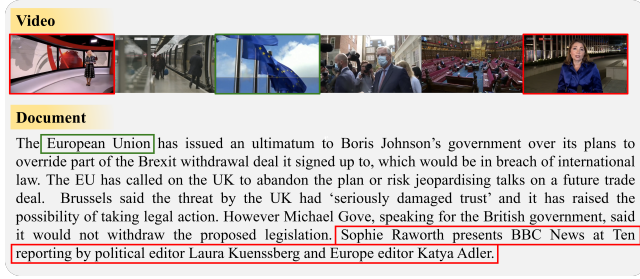 Video
Document
The European Union has issued an ultimatum to Boris Johnson's government over its plans to
override part of the Brexit withdrawal deal it signed up to, which would be in breach of international
law. The EU has called on the UK to abandon the plan or risk jeopardising talks on a future trade
deal. Brussels said the threat by the UK had 'seriously damaged trust' and it has raised the
possibility of taking legal action. However Michael Gove, speaking for the British government, said
it would not withdraw the proposed legislation. Sophie Raworth presents BBC News at Ten
reporting by political editor Laura Kuenssberg and Europe editor Katya Adler.